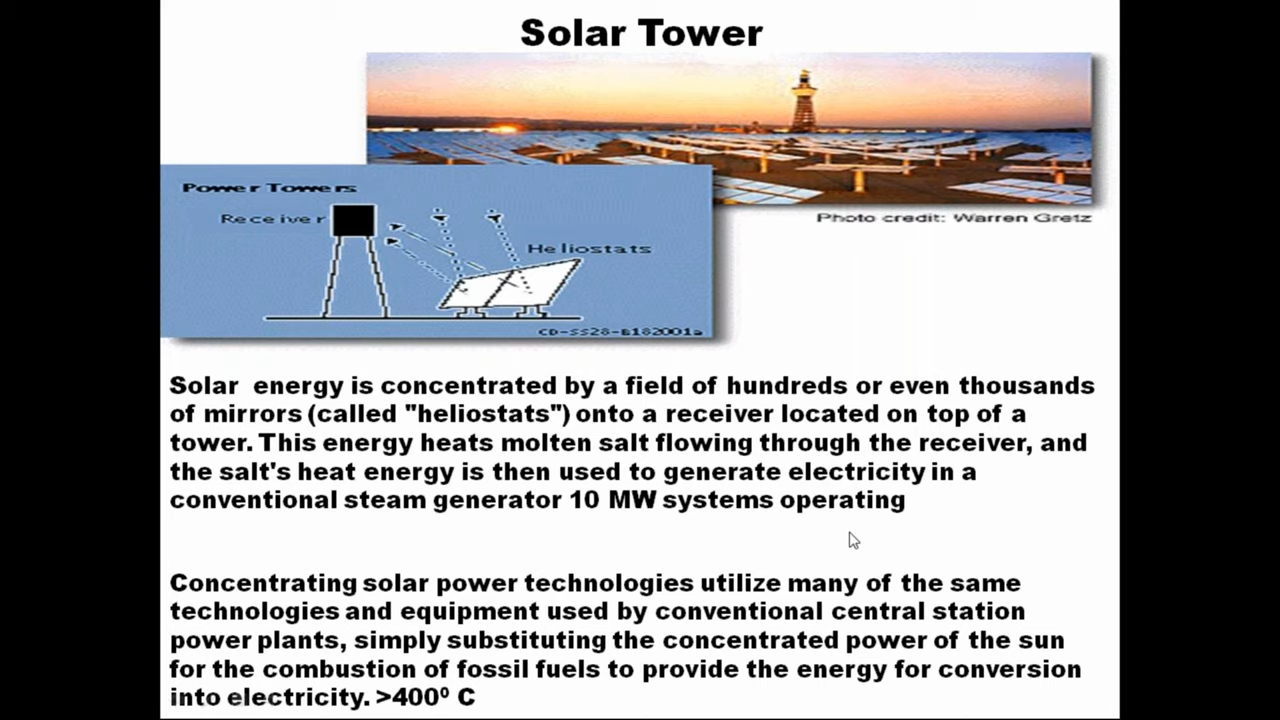 Solar Tower
Power Towers
Receiver
Heliostats
CD-SS28-B182001a
Photo credit: Warren Gretz
Solar energy is concentrated by a field of hundreds or even thousands
of mirrors (called "heliostats") onto a receiver located on top of a
tower. This energy heats molten salt flowing through the receiver, and
the salt's heat energy is then used to generate electricity in a
conventional steam generator 10 MW systems operating
Concentrating solar power technologies utilize many of the same
technologies and equipment used by conventional central station
power plants, simply substituting the concentrated power of the sun
for the combustion of fossil fuels to provide the energy for conversion
into electricity. >400⁰ C